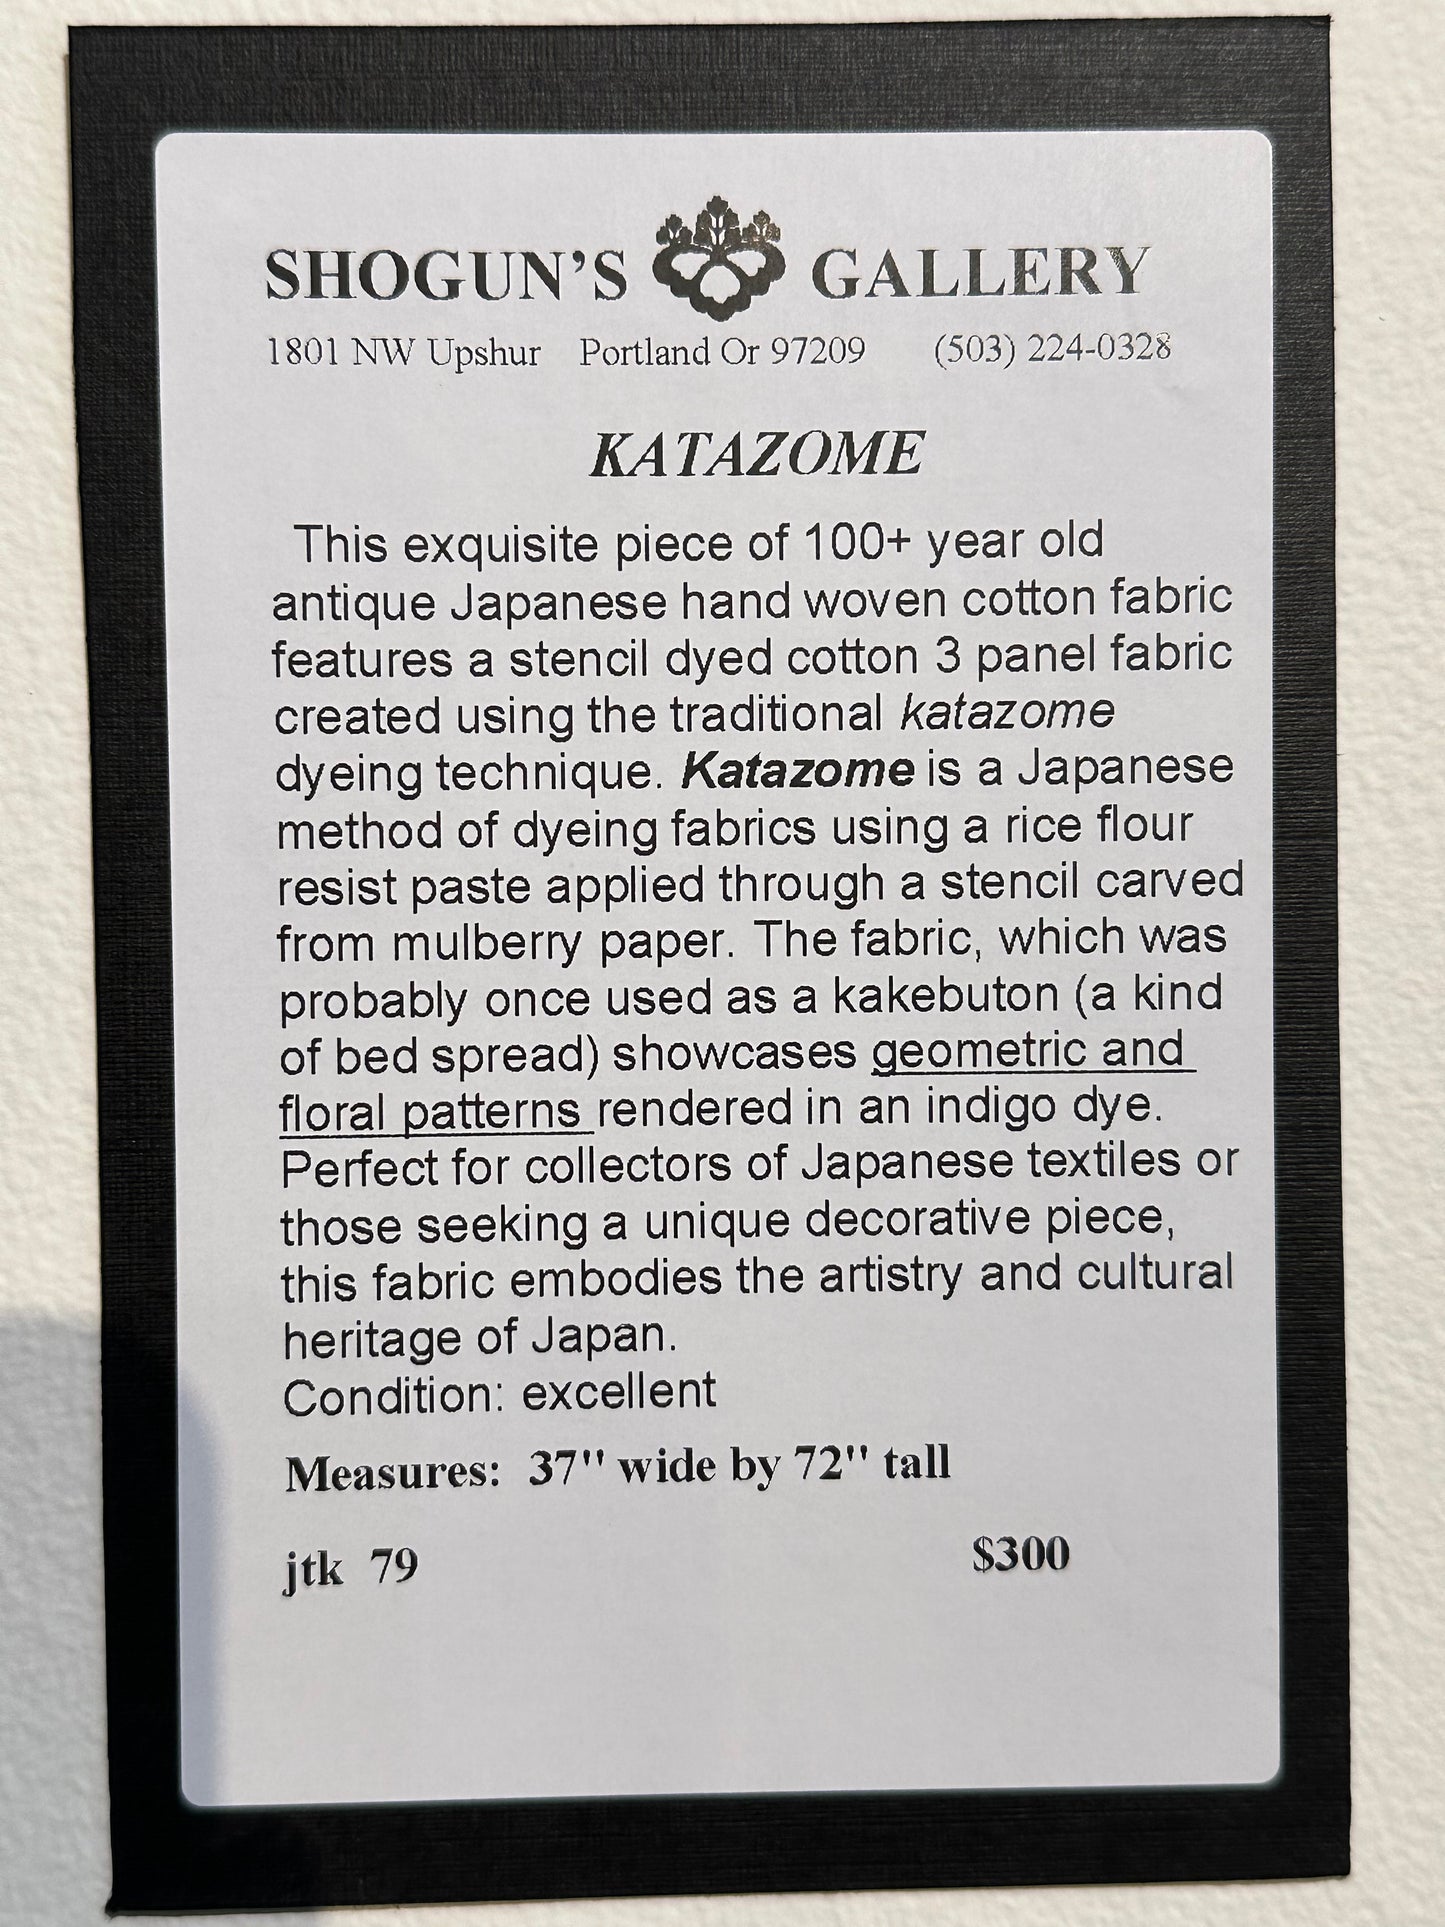 SHOGUN'S GALLERY
1801 NW Upshur Portland Or 97209 (503) 224-0328
KATAZOME
This exquisite piece of 100+ year old
antique Japanese hand woven cotton fabric
features a stencil dyed cotton 3 panel fabric
created using the traditional katazome
dyeing technique. Katazome is a Japanese
method of dyeing fabrics using a rice flour
resist paste applied through a stencil carved
from mulberry paper. The fabric, which was
probably once used as a kakebuton (a kind
of bed spread) showcases geometric and
floral patterns rendered in an indigo dye.
Perfect for collectors of Japanese textiles or
those seeking a unique decorative piece,
this fabric embodies the artistry and cultural
heritage of Japan.
Condition: excellent
Measures: 37" wide by 72" tall
jtk 79 $300